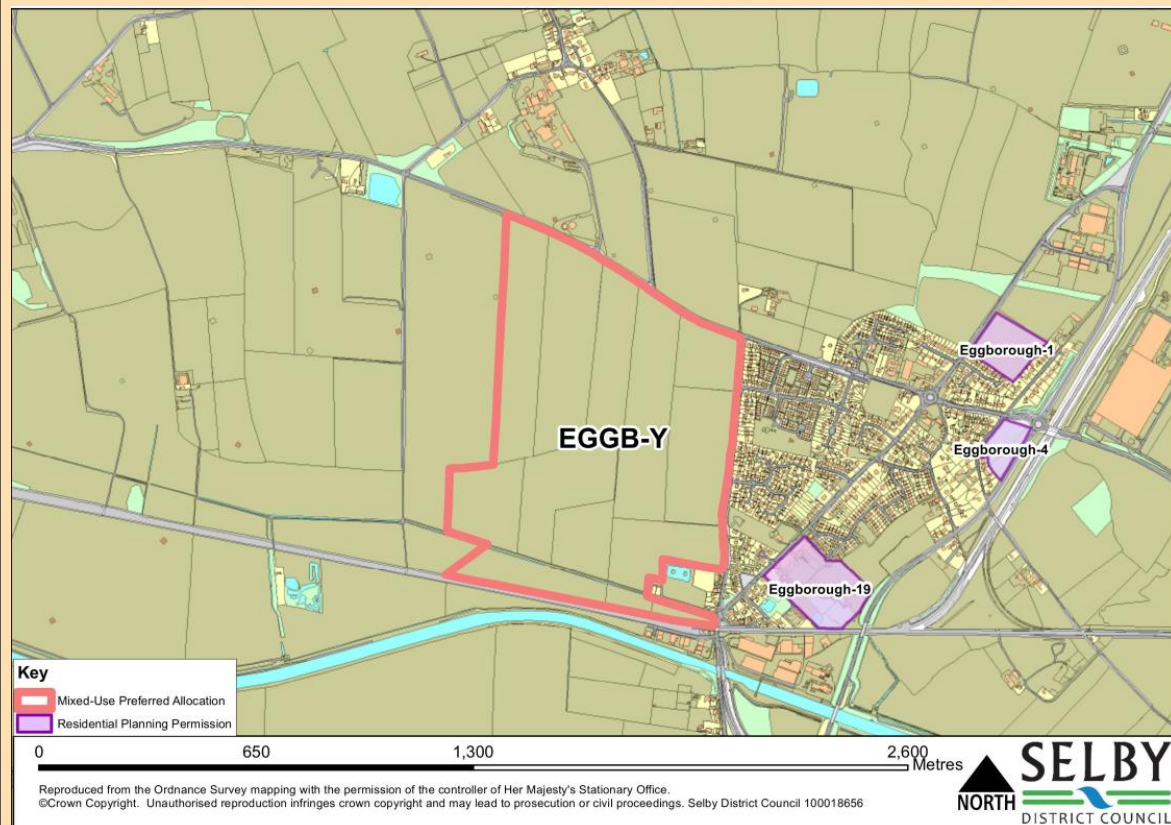 Eggborough-1
EGGB-Y
Eggborough-4
Eggborough-19
Key
Mixed-Use Preferred Allocation
Residential Planning Permission
0 650 1,300 2,600
Metres
Reproduced from the Ordnance Survey mapping with the permission of the controller of Her Majesty's Stationary Office.
©Crown Copyright. Unauthorised reproduction infringes crown copyright and may lead to prosecution or civil proceedings. Selby District Council 100018656
NORTH
SELBY
DISTRICT COUNCIL